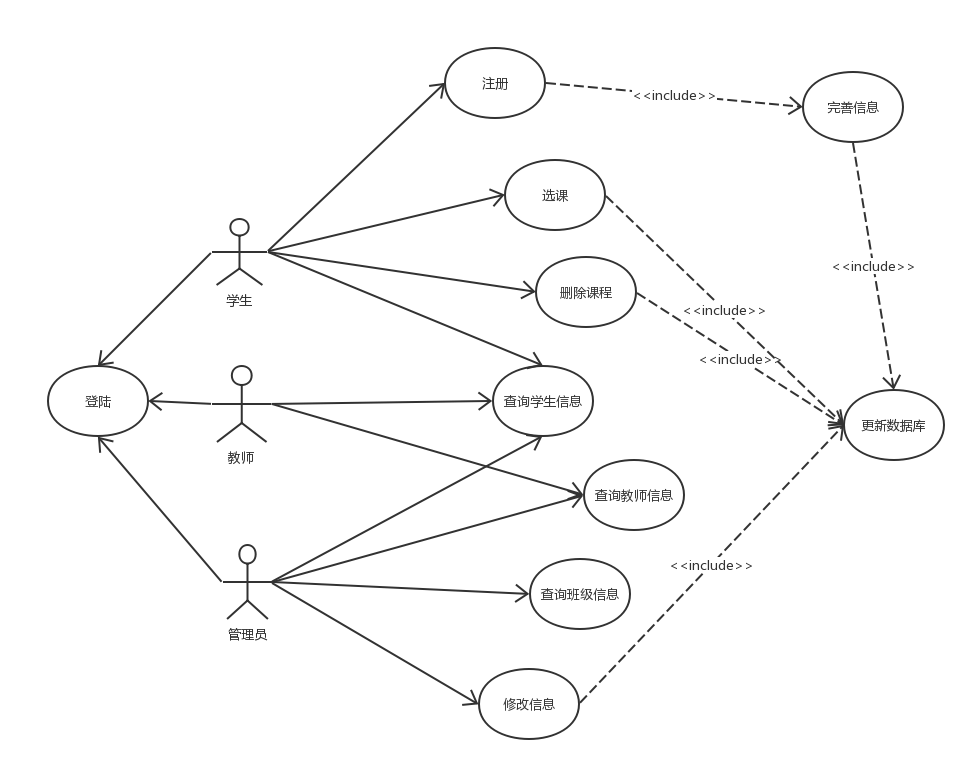 注册
<<include>>
完善信息
选课
<<include>>
学生
删除课程
<<include>>
<<include>>
登陆
教师
查询学生信息
更新数据库
查询教师信息
<<include>>
查询班级信息
管理员
修改信息